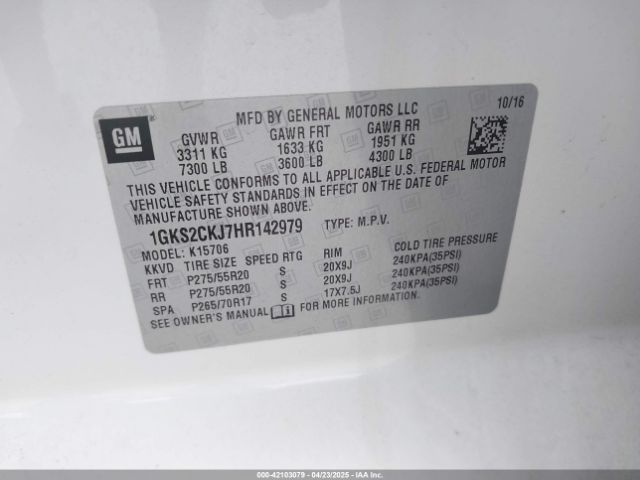 MFD BY GENERAL MOTORS LLC 10/16
GM
GVWR GAWR FRT GAWR RR
3311 KG 1633 KG 1951 KG
7300 LB 3600 LB 4300 LB
THIS VEHICLE CONFORMS TO ALL APPLICABLE U.S. FEDERAL MOTOR
VEHICLE SAFETY STANDARDS IN EFFECT ON THE DATE OF
MANUFACTURE SHOWN ABOVE.
1GKS2CKJ7HR142979 TYPE: M.P.V.
MODEL: K15706
KKVD TIRE SIZE SPEED RTG RIM COLD TIRE PRESSURE
FRT P275/55R20 S 20X9J 240KPA(35PSI)
RR P275/55R20 S 20X9J 240KPA(35PSI)
SPA P265/70R17 S 17X7.5J 240KPA(35PSI)
SEE OWNER'S MANUAL FOR MORE INFORMATION.
000-42103079 - 04/23/2025 - IAAI, Inc.